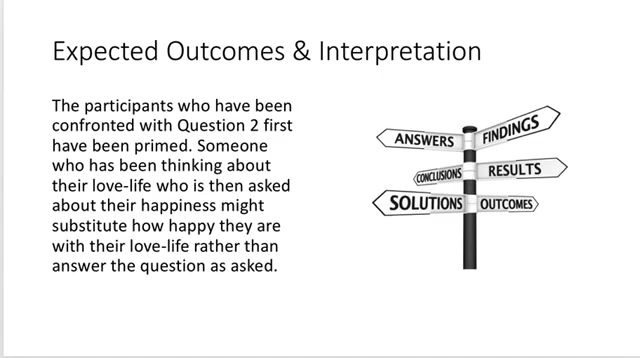 Expected Outcomes & Interpretation
The participants who have been
confronted with Question 2 first
have been primed. Someone
who has been thinking about
their love-life who is then asked
about their happiness might
substitute how happy they are
with their love-life rather than
answer the question as asked.
ANSWERS
FINDINGS
CONCLUSIONS
RESULTS
SOLUTIONS
OUTCOMES